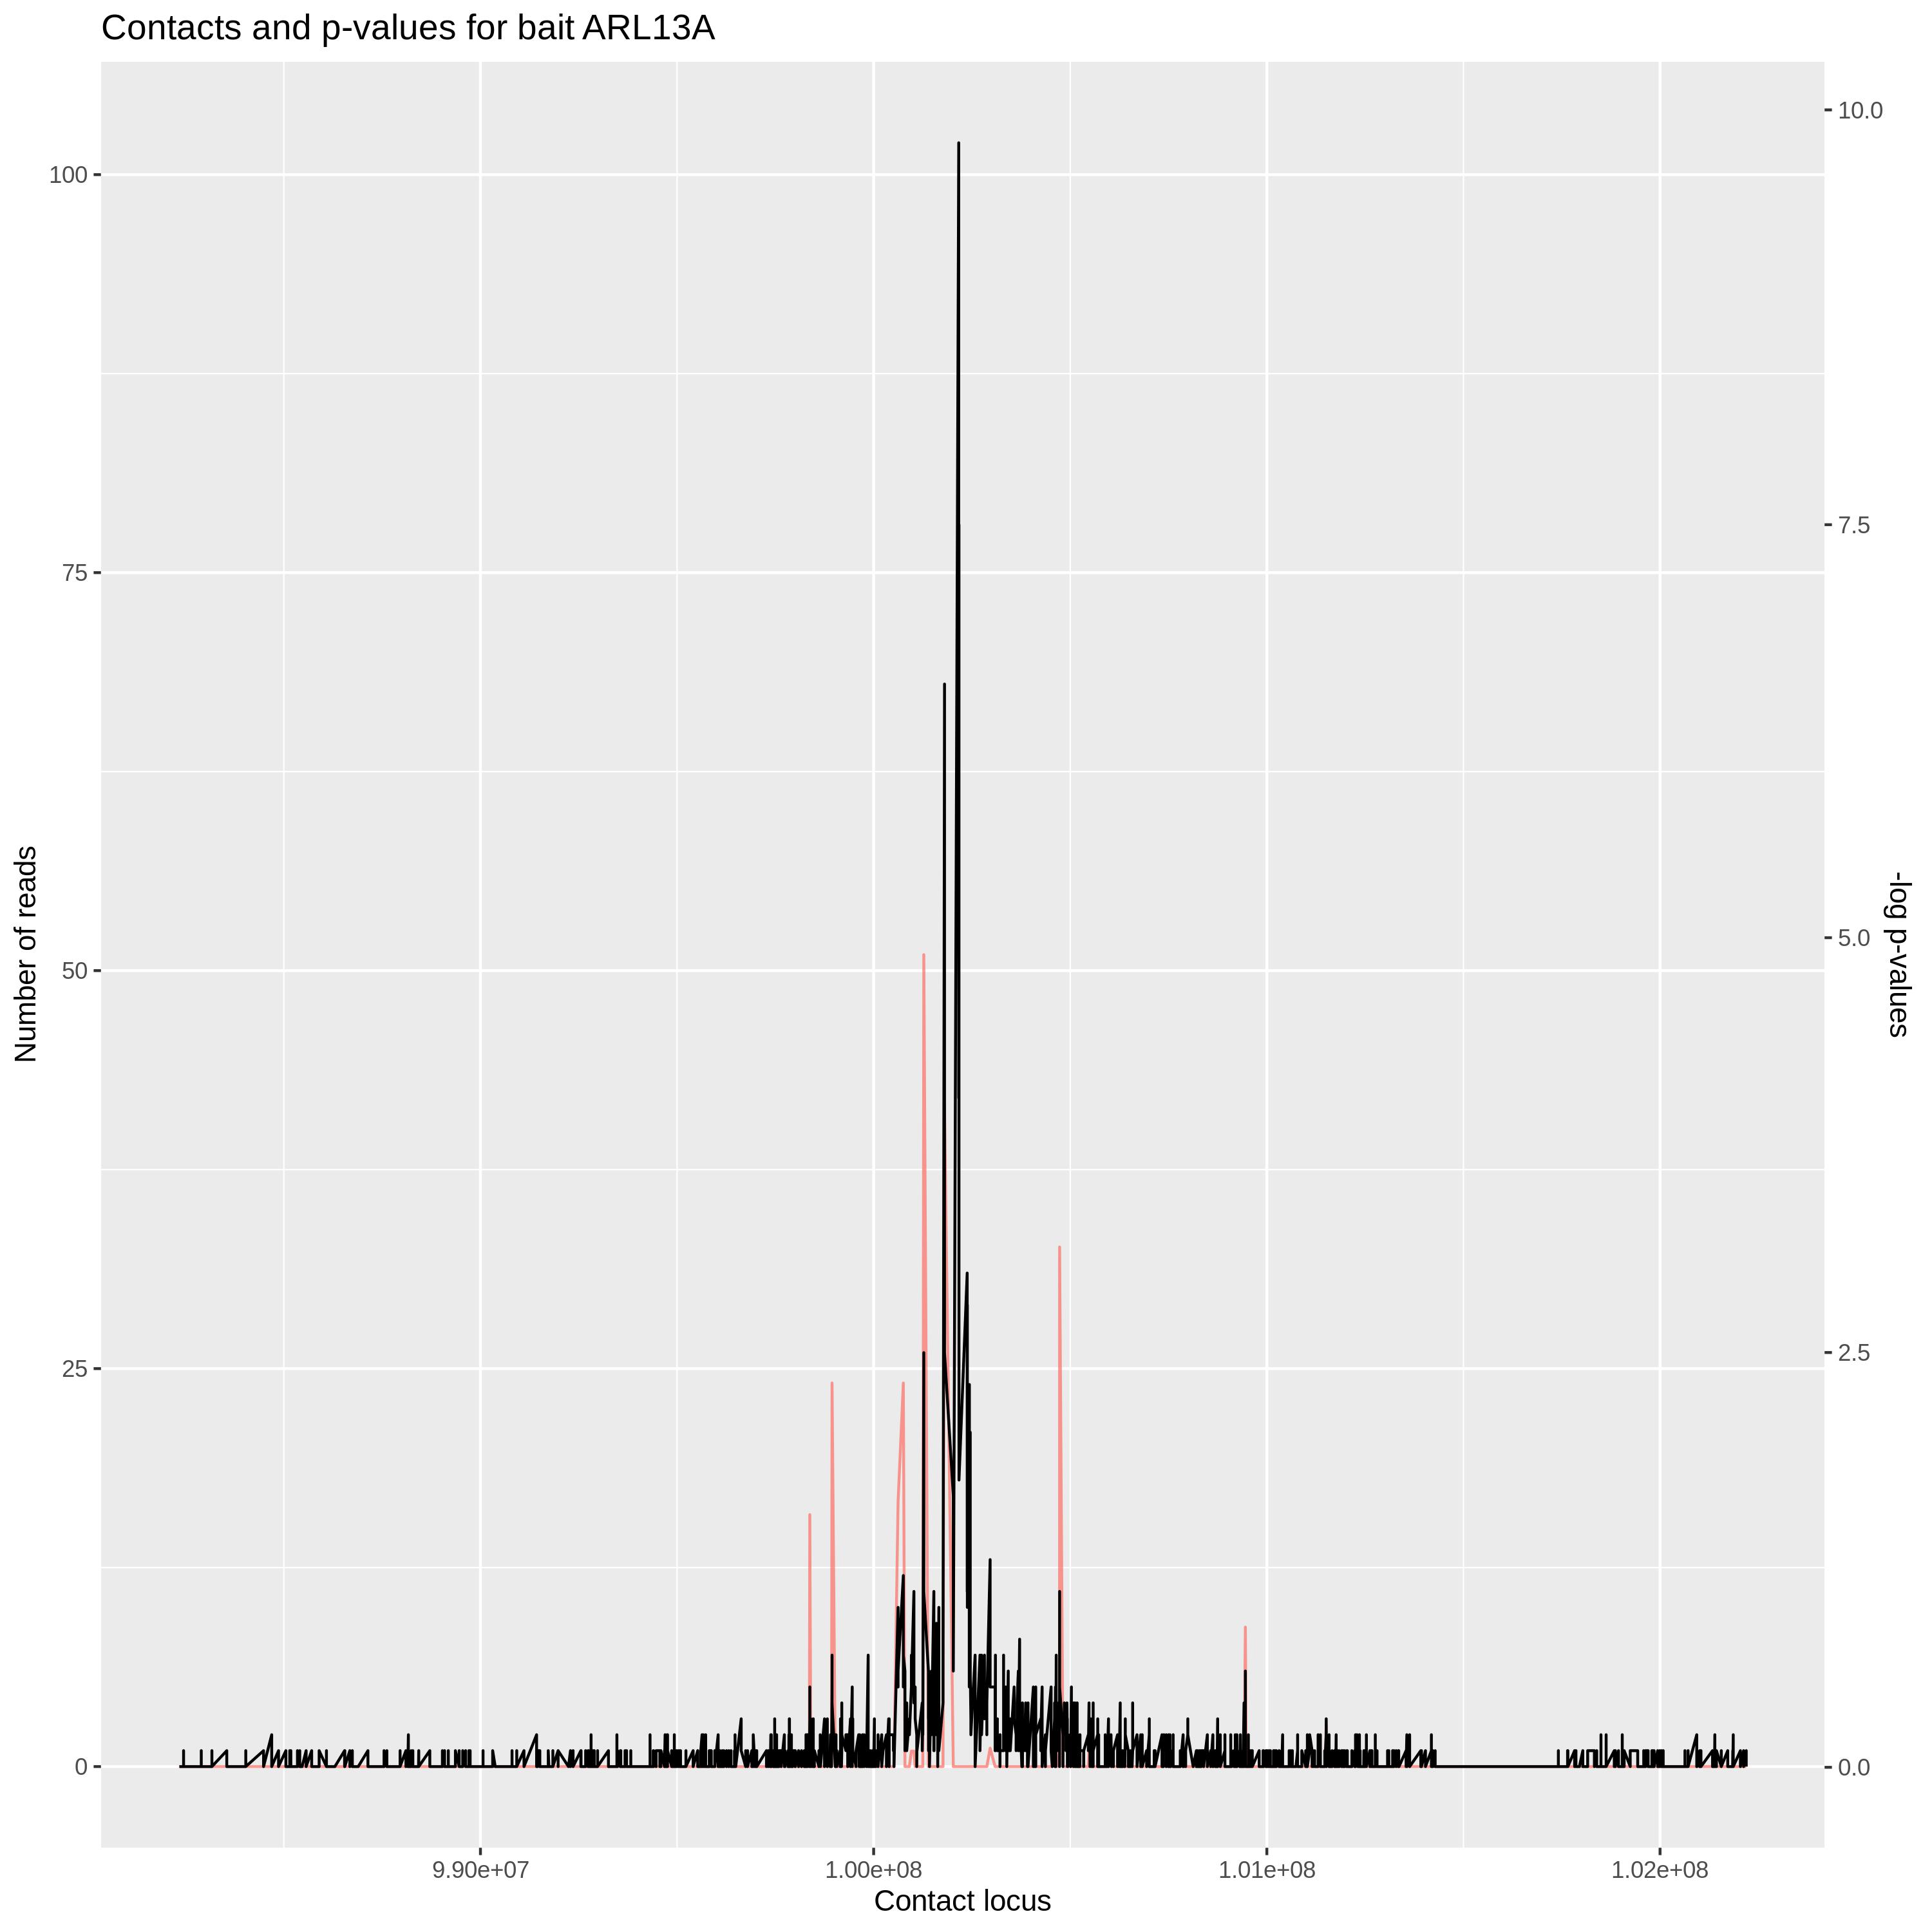 Contacts and p-values for bait ARL13A
Number of reads
100
75
50
25
0
10.0
7.5
5.0
2.5
0.0
-log p-values
9.90e+07
1.00e+08
1.01e+08
1.02e+08
Contact locus